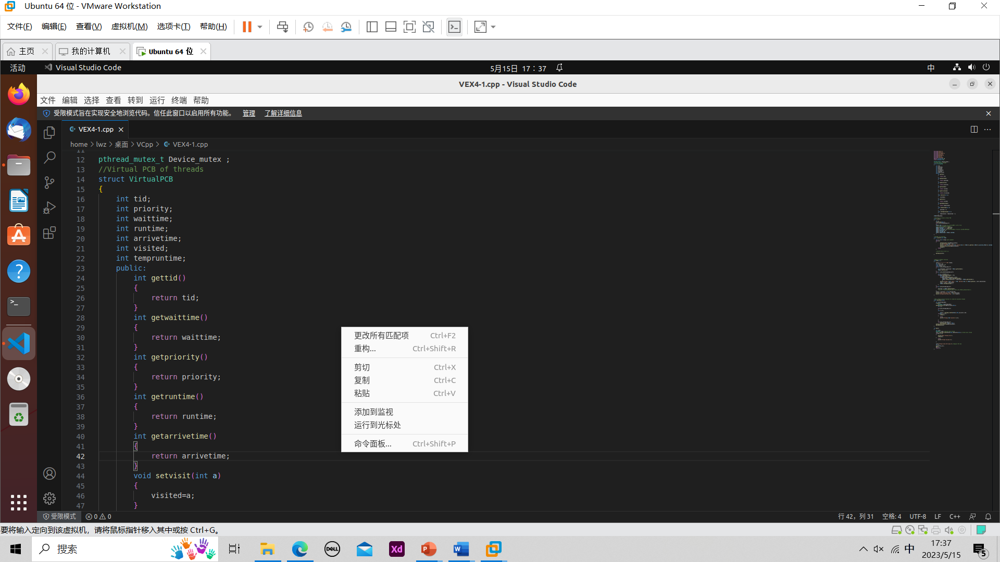 Ubuntu 64 位 - VMware Workstation
文件(F) 编辑(E) 查看(V) 虚拟机(M) 选项卡(T) 帮助(H)
主页 我的计算机 Ubuntu 64 位
活动 Visual Studio Code 5月15日 17：37 中
VEX4-1.cpp - Visual Studio Code
文件 编辑 选择 查看 转到 运行 终端 帮助
受限模式旨在实现安全地浏览代码。信任此窗口以启用所有功能。 管理 了解详细信息
VEX4-1.cpp
home > lwz > 桌面 > VCpp > VEX4-1.cpp
11
12 pthread_mutex_t Device_mutex ;
13 //Virtual PCB of threads
14 struct VirtualPCB
15 {
16 int tid;
17 int priority;
18 int waittime;
19 int runtime;
20 int arrivetime;
21 int visited;
22 int tempruntime;
23 public:
24 int gettid()
25 {
26 return tid;
27 }
28 int getwaittime()
29 {
30 return waittime;
31 }
32 int getpriority()
33 {
34 return priority;
35 }
36 int getruntime()
37 {
38 return runtime;
39 }
40 int getarrivetime()
41 {
42 return arrivetime;
43 }
44 void setvisit(int a)
45 {
46 visited=a;
47 }
更改所有匹配项 Ctrl+F2
重构... Ctrl+Shift+R
剪切 Ctrl+X
复制 Ctrl+C
粘贴 Ctrl+V
添加到监视
运行到光标处
命令面板... Ctrl+Shift+P
受限模式 0 0 行 42，列 31 空格: 4 UTF-8 LF C++
要将输入定向到该虚拟机，请将鼠标指针移入其中或按 Ctrl+G。
搜索 DELL Xd P W 中 17:37
2023/5/15 5